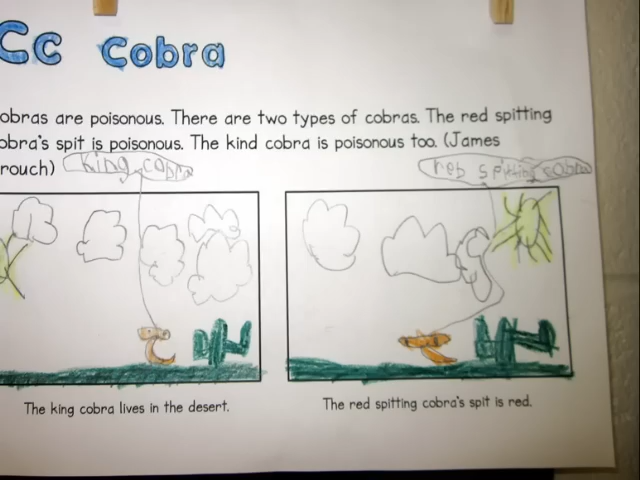 Cc Cobra
obras are poisonous. There are two types of cobras. The red spitting
obra's spit is poisonous. The kind cobra is poisonous too. (James
rouch) king cobra reb spitting cobra
The king cobra lives in the desert. The red spitting cobra's spit is red.